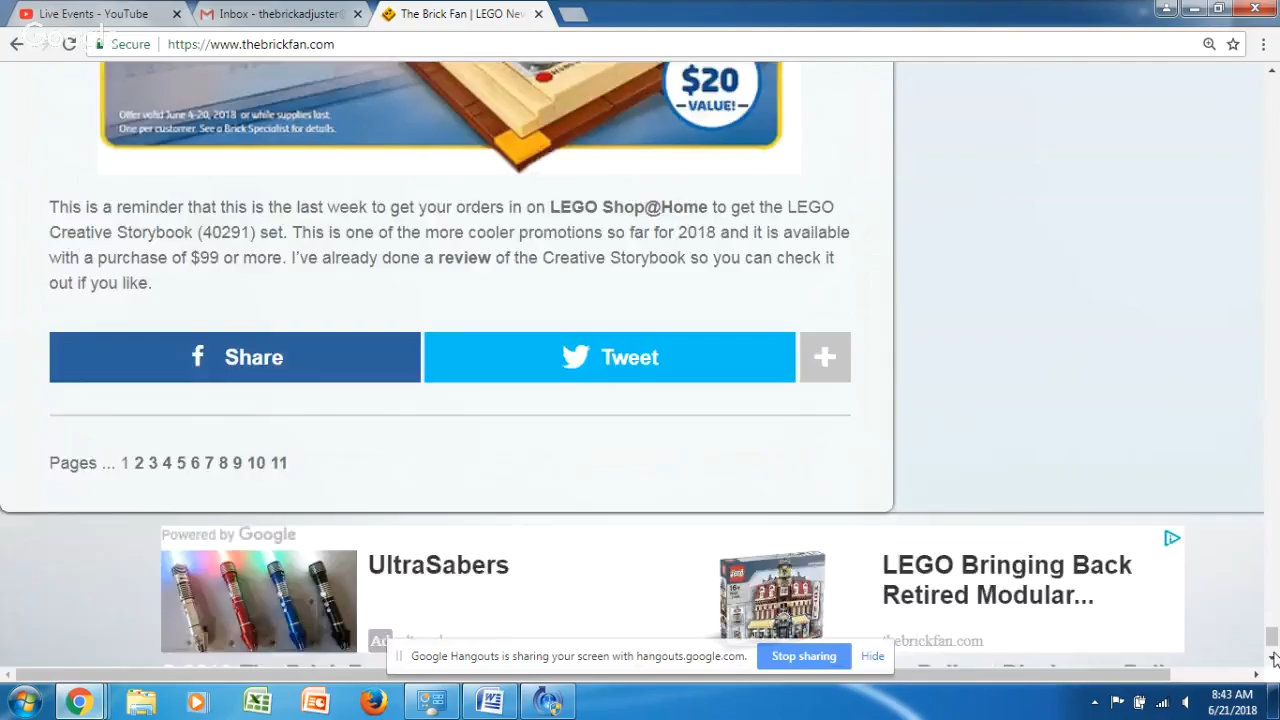 Live Events - YouTube
Inbox - thebrickadjuster@
The Brick Fan | LEGO Nev
Secure
https://www.thebrickfan.com
$20
VALUE!
Offer valid June 4-20, 2018 or while supplies last.
One per customer. See a Brick Specialist for details.
This is a reminder that this is the last week to get your orders in on LEGO Shop@Home to get the LEGO
Creative Storybook (40291) set. This is one of the more cooler promotions so far for 2018 and it is available
with a purchase of $99 or more. I've already done a review of the Creative Storybook so you can check it
out if you like.
Share
Tweet
Pages ... 1 2 3 4 5 6 7 8 9 10 11
Powered by Google
UltraSabers
LEGO Bringing Back
Retired Modular...
thebrickfan.com
Google Hangouts is sharing your screen with hangouts.google.com.
Stop sharing
Hide
8:43 AM
6/21/2018